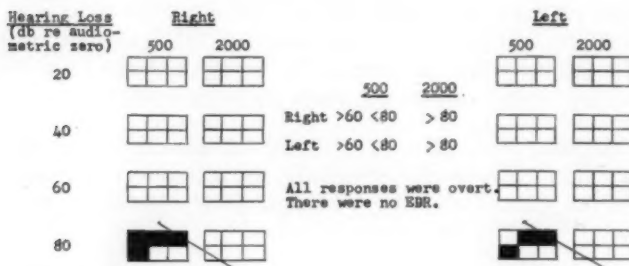 Hearing Loss Right Left
(db re audio-
metric zero) 500 2000 500 2000
20
500 2000
40 Right >60 <80 > 80
Left >60 <80 > 80
60 All responses were overt.
There were no EBR.
80